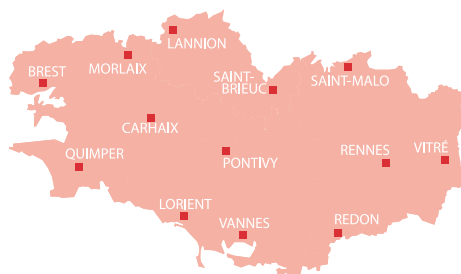 LANNION
MORLAIX
BREST
SAINT-
BRIEUC
SAINT-MALO
CARHAIX
QUIMPER
PONTIVY
RENNES
VITRÉ
LORIENT
VANNES
REDON